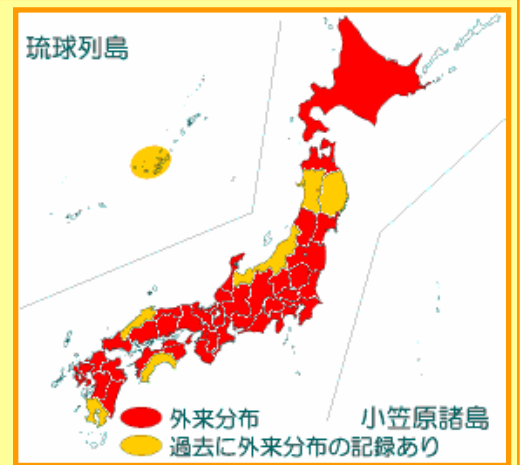 琉球列島
外来分布
小笠原諸島
過去に外来分布の記録あり